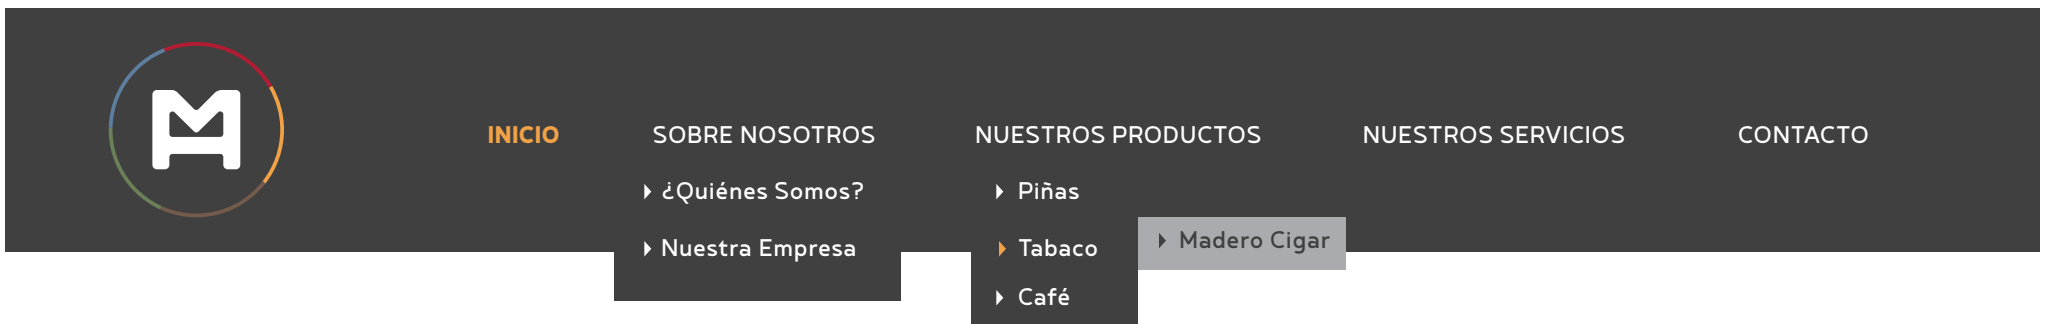 INICIO
SOBRE NOSOTROS
NUESTROS PRODUCTOS
NUESTROS SERVICIOS
CONTACTO
¿Quiénes Somos?
Nuestra Empresa
Piñas
Tabaco
Madero Cigar
Café